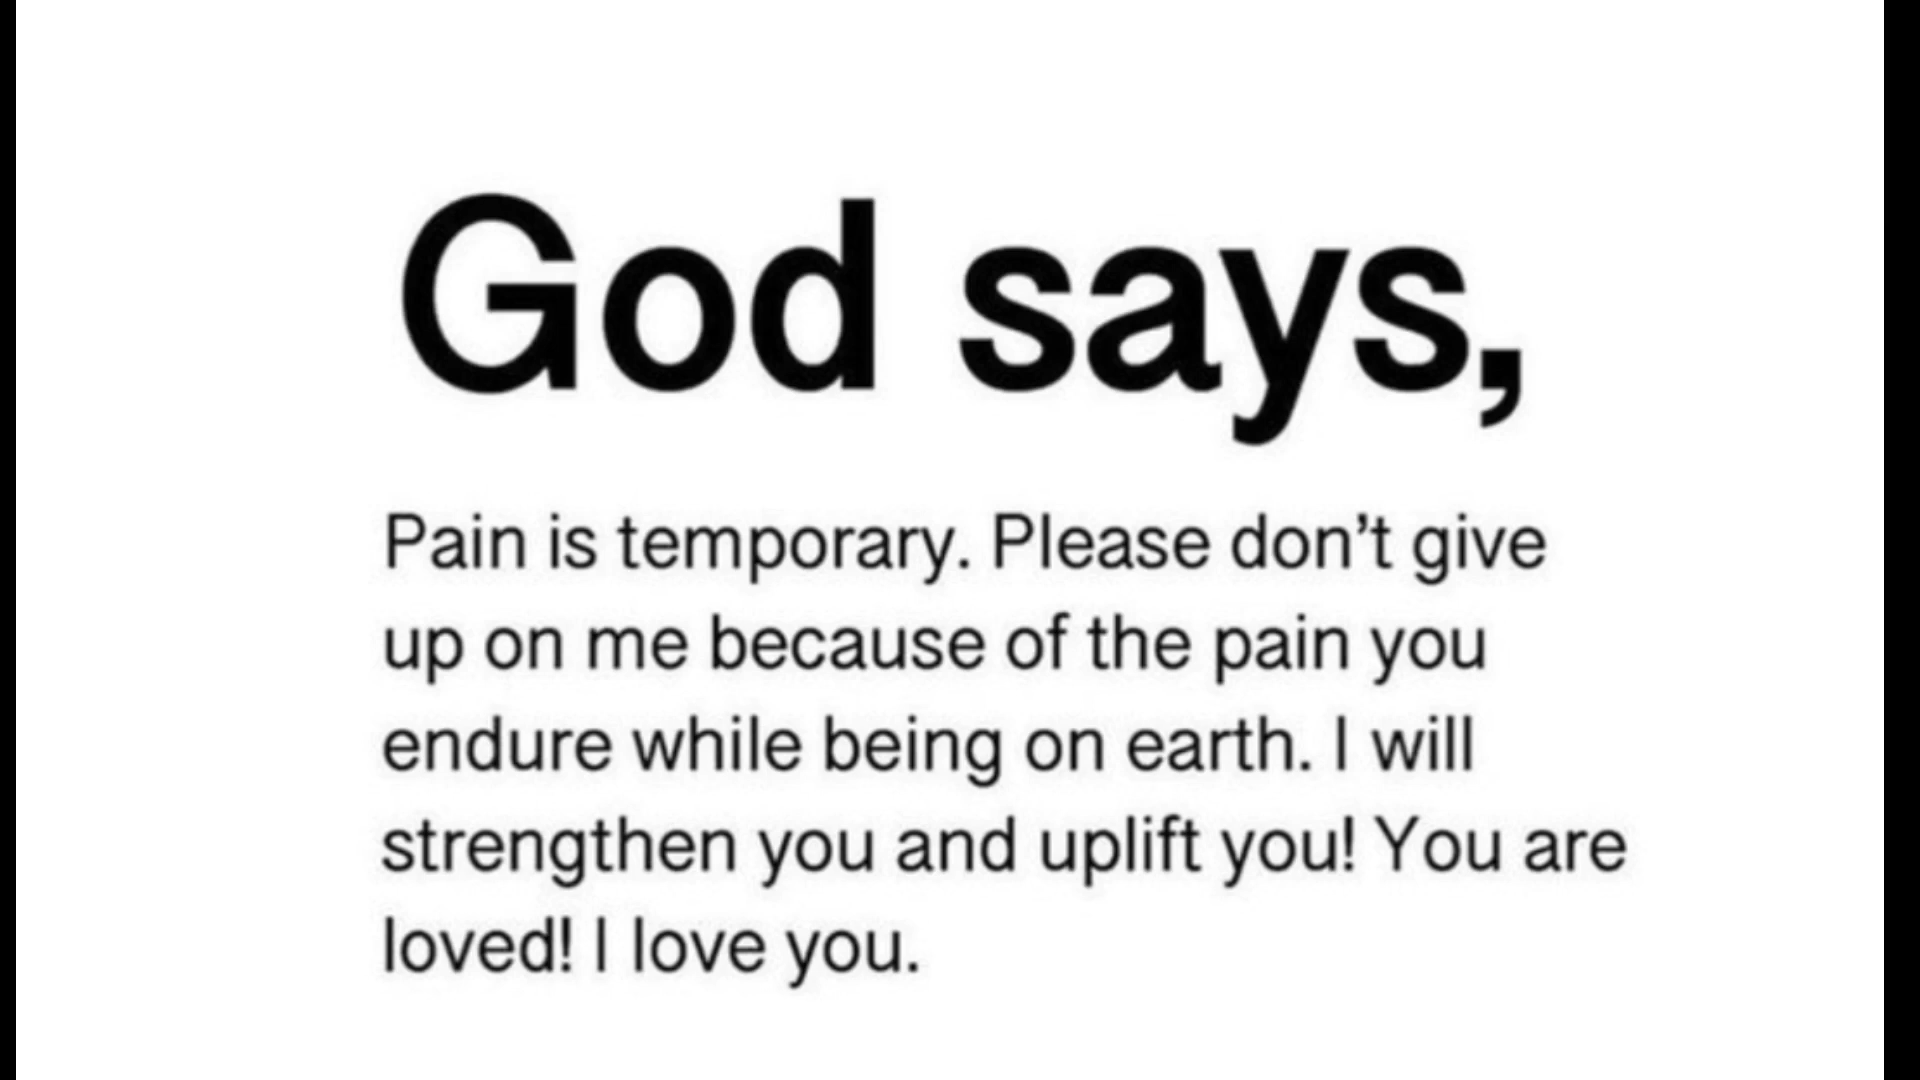 God says,
Pain is temporary. Please don’t give
up on me because of the pain you
endure while being on earth. I will
strengthen you and uplift you! You are
loved! I love you.